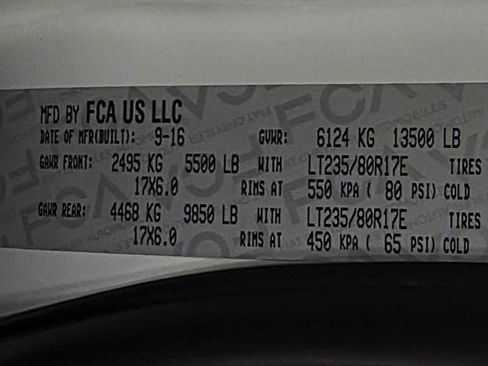 MFD BY FCA US LLC
DATE OF MFR(BUILT): 9-16 GVWR: 6124 KG 13500 LB
GAWR FRONT: 2495 KG 5500 LB WITH LT235/80R17E TIRES
17X6.0 RIMS AT 550 KPA ( 80 PSI) COLD
GAWR REAR: 4468 KG 9850 LB WITH LT235/80R17E TIRES
17X6.0 RIMS AT 450 KPA ( 65 PSI) COLD